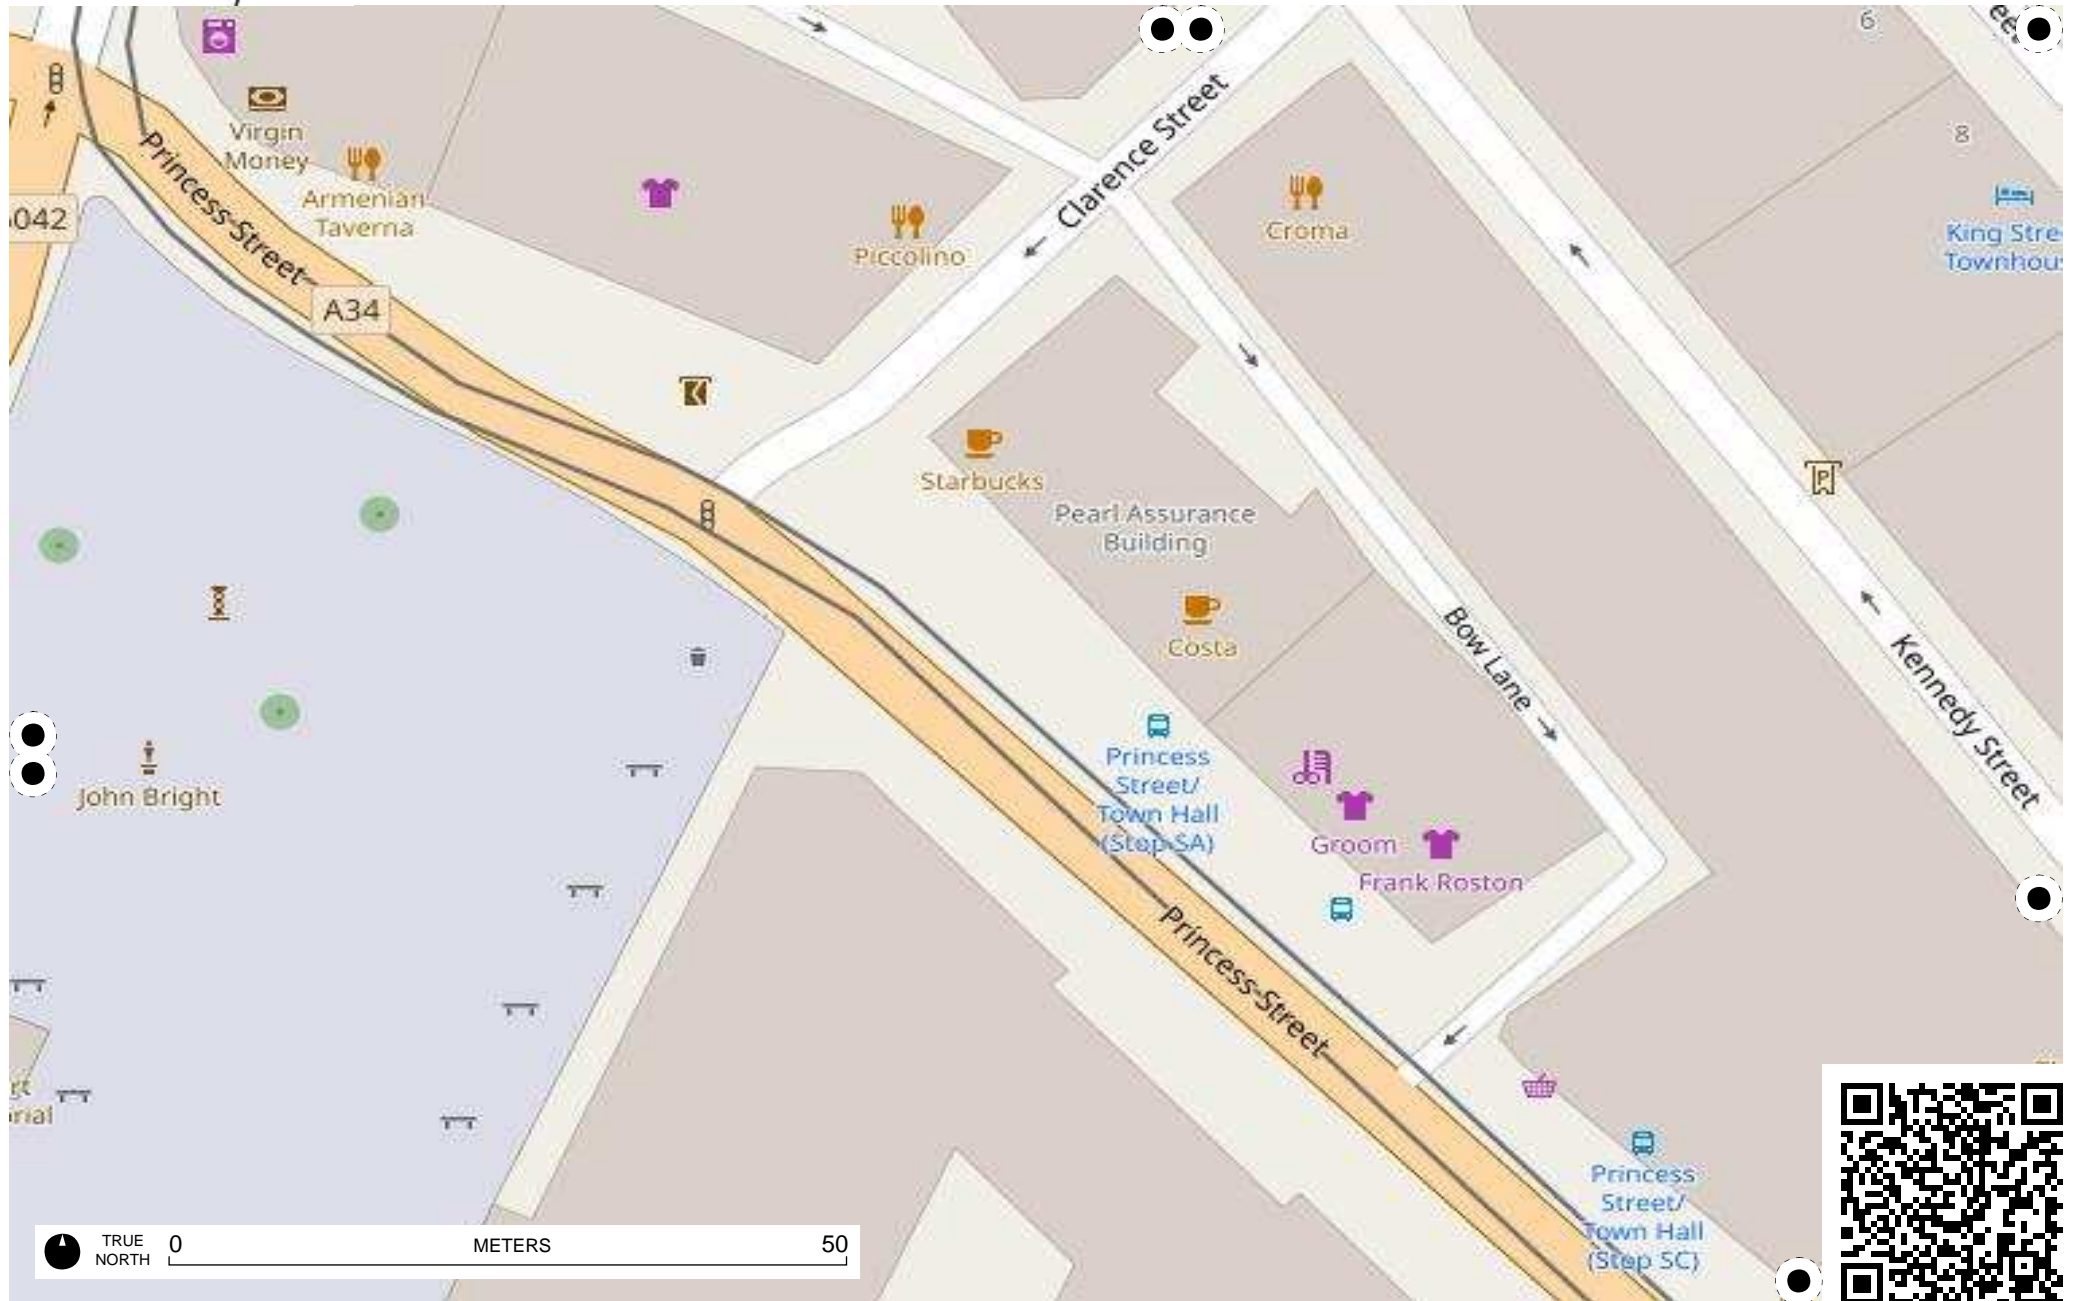 6
Virgin
Money
Armenian
Taverna
Princess Street
042
A34
Piccolino
Clarence Street
Croma
8
King Stre
Townhou
Starbucks
Pearl Assurance
Building
Costa
P
Bow Lane
Kennedy Street
John Bright
Princess
Street/
Town Hall
(Stop SA)
Groom
Frank Roston
Princess Street
rial
Princess
Street/
Town Hall
(Stop SC)
TRUE
NORTH
0
METERS
50